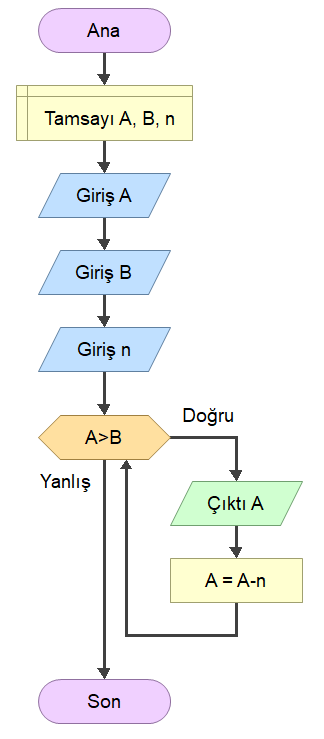 Ana
Tamsayı A, B, n
Giriş A
Giriş B
Giriş n
A>B
Doğru
Yanlış
Çıktı A
A = A-n
Son